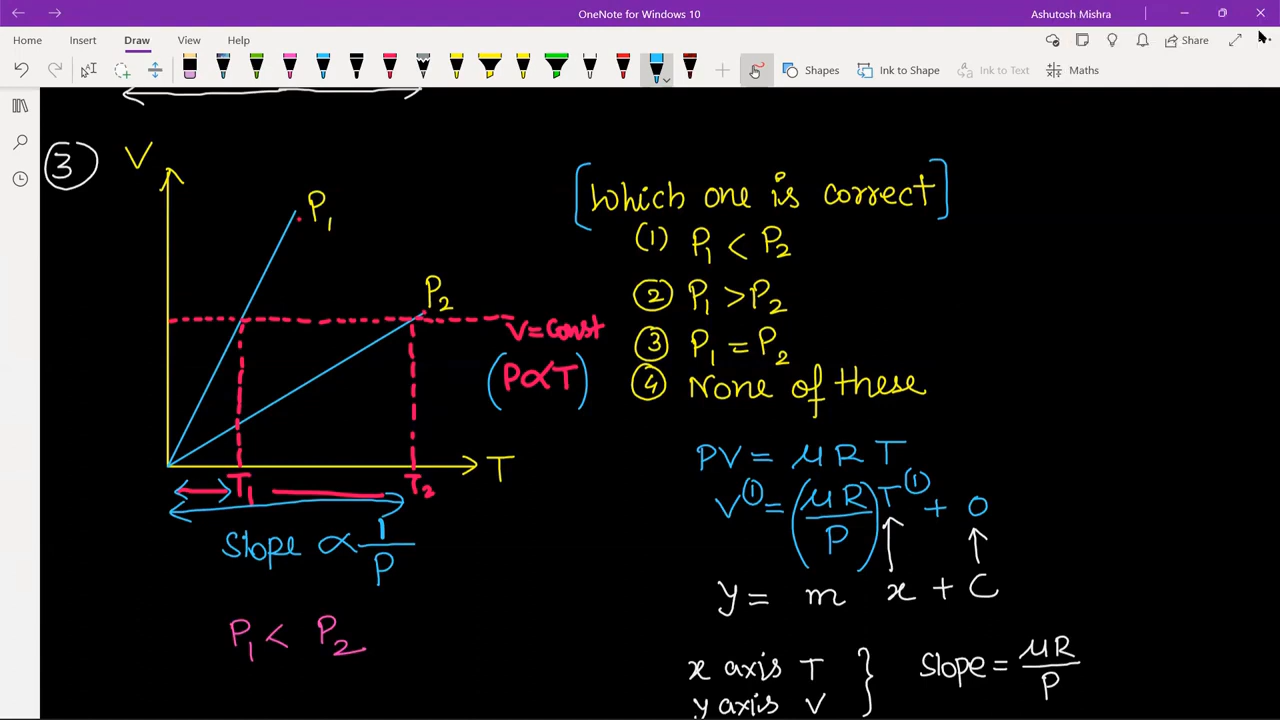 OneNote for Windows 10
Ashutosh Mishra
Home Insert Draw View Help
Share
Shapes
Ink to Shape
Ink to Text
Maths
3
V
P1
P2
V=Const
(P∝T)
T
T1
T2
Slope ∝ 1/P
P1 < P2
[Which one is correct]
(1) P1 < P2
(2) P1 > P2
(3) P1 = P2
(4) None of these
PV = μRT
V^(1) = (μR/P) T^(1) + 0
y = m x + C
x axis T
y axis V
Slope = μR/P